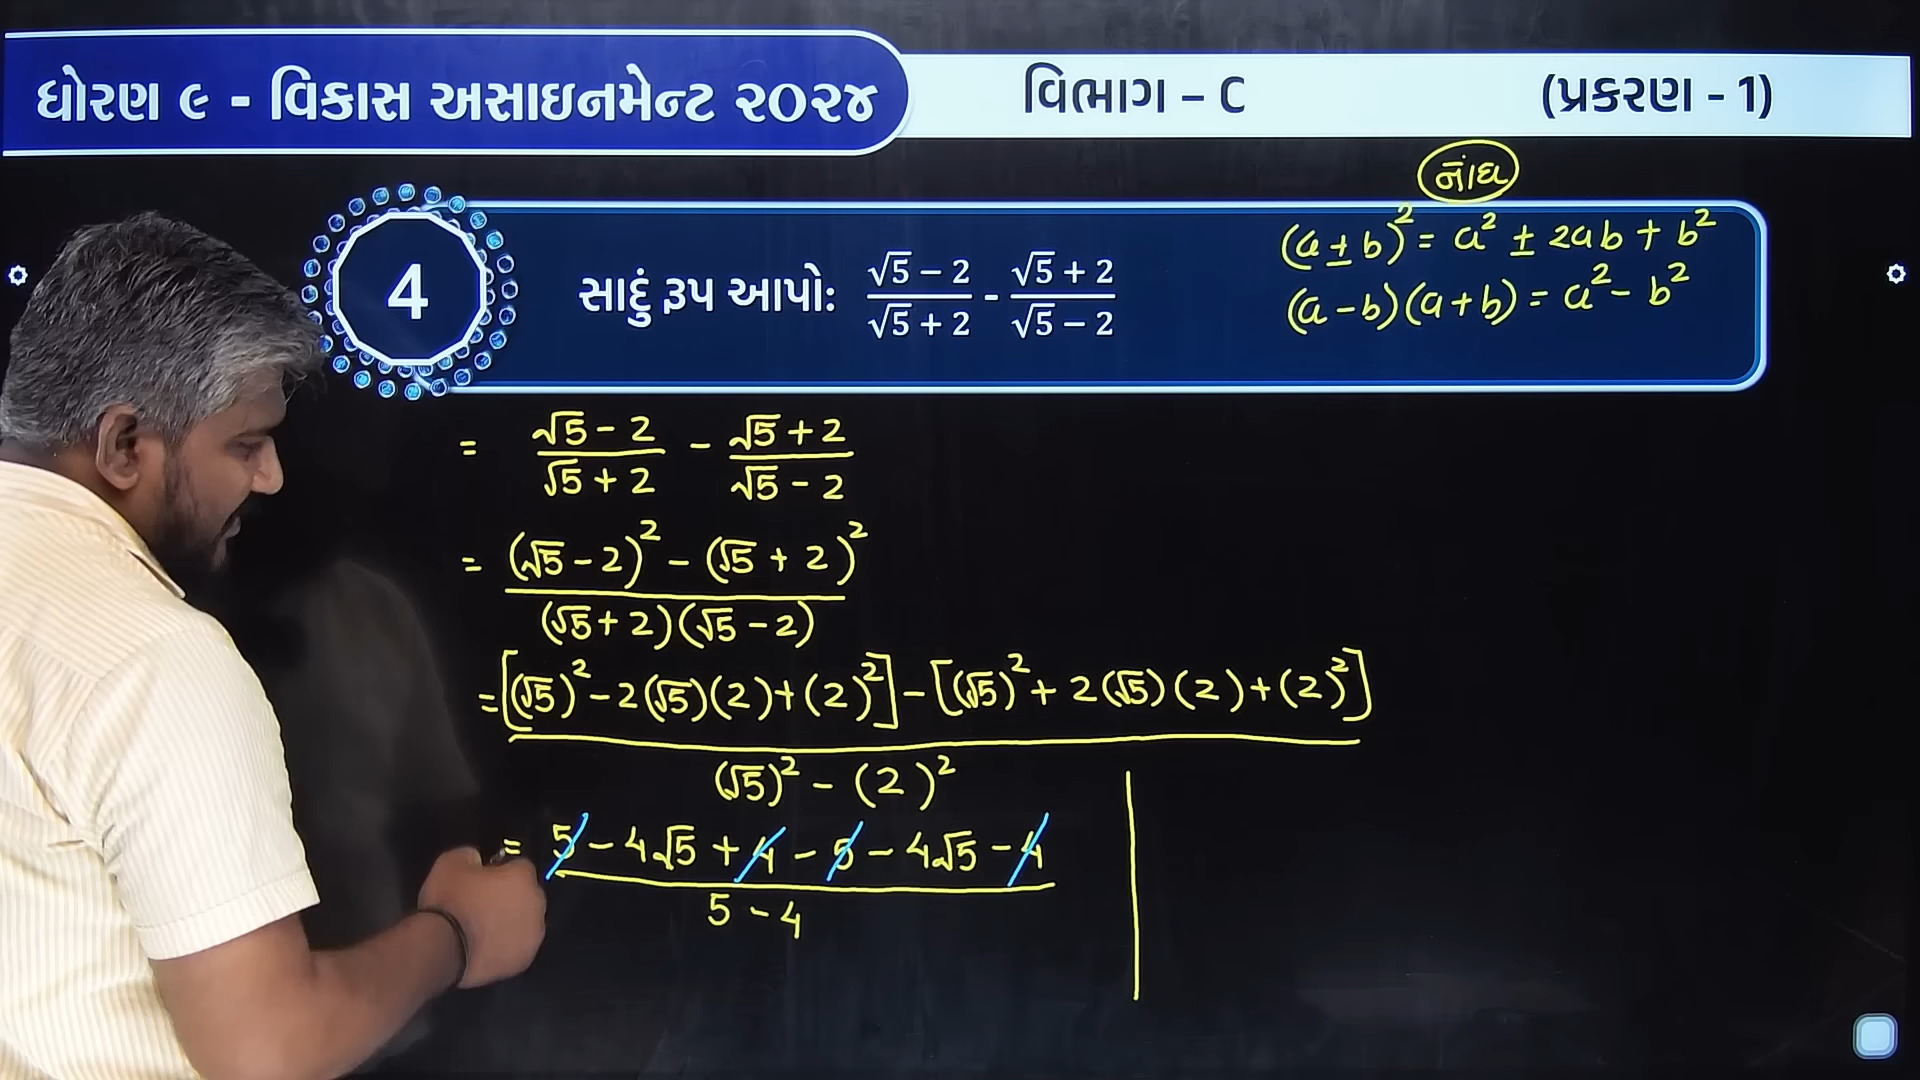 ધોરણ ૯ - વિકાસ અસાઇનમેન્ટ ૨૦૨૪
વિભાગ – C
(પ્રકરણ - 1)
નોંધ
4
સાદું રૂપ આપો: (√5 − 2)/(√5 + 2) - (√5 + 2)/(√5 − 2)
(a ± b)² = a² ± 2ab + b²
(a − b)(a + b) = a² − b²
= (√5 − 2)/(√5 + 2) − (√5 + 2)/(√5 − 2)
= ((√5 − 2)² − (√5 + 2)²)/((√5 + 2)(√5 − 2))
= ([(√5)² − 2(√5)(2) + (2)²] − [(√5)² + 2(√5)(2) + (2)²])/((√5)² − (2)²)
= (5 − 4√5 + 4 − 5 − 4√5 − 4)/(5 − 4)